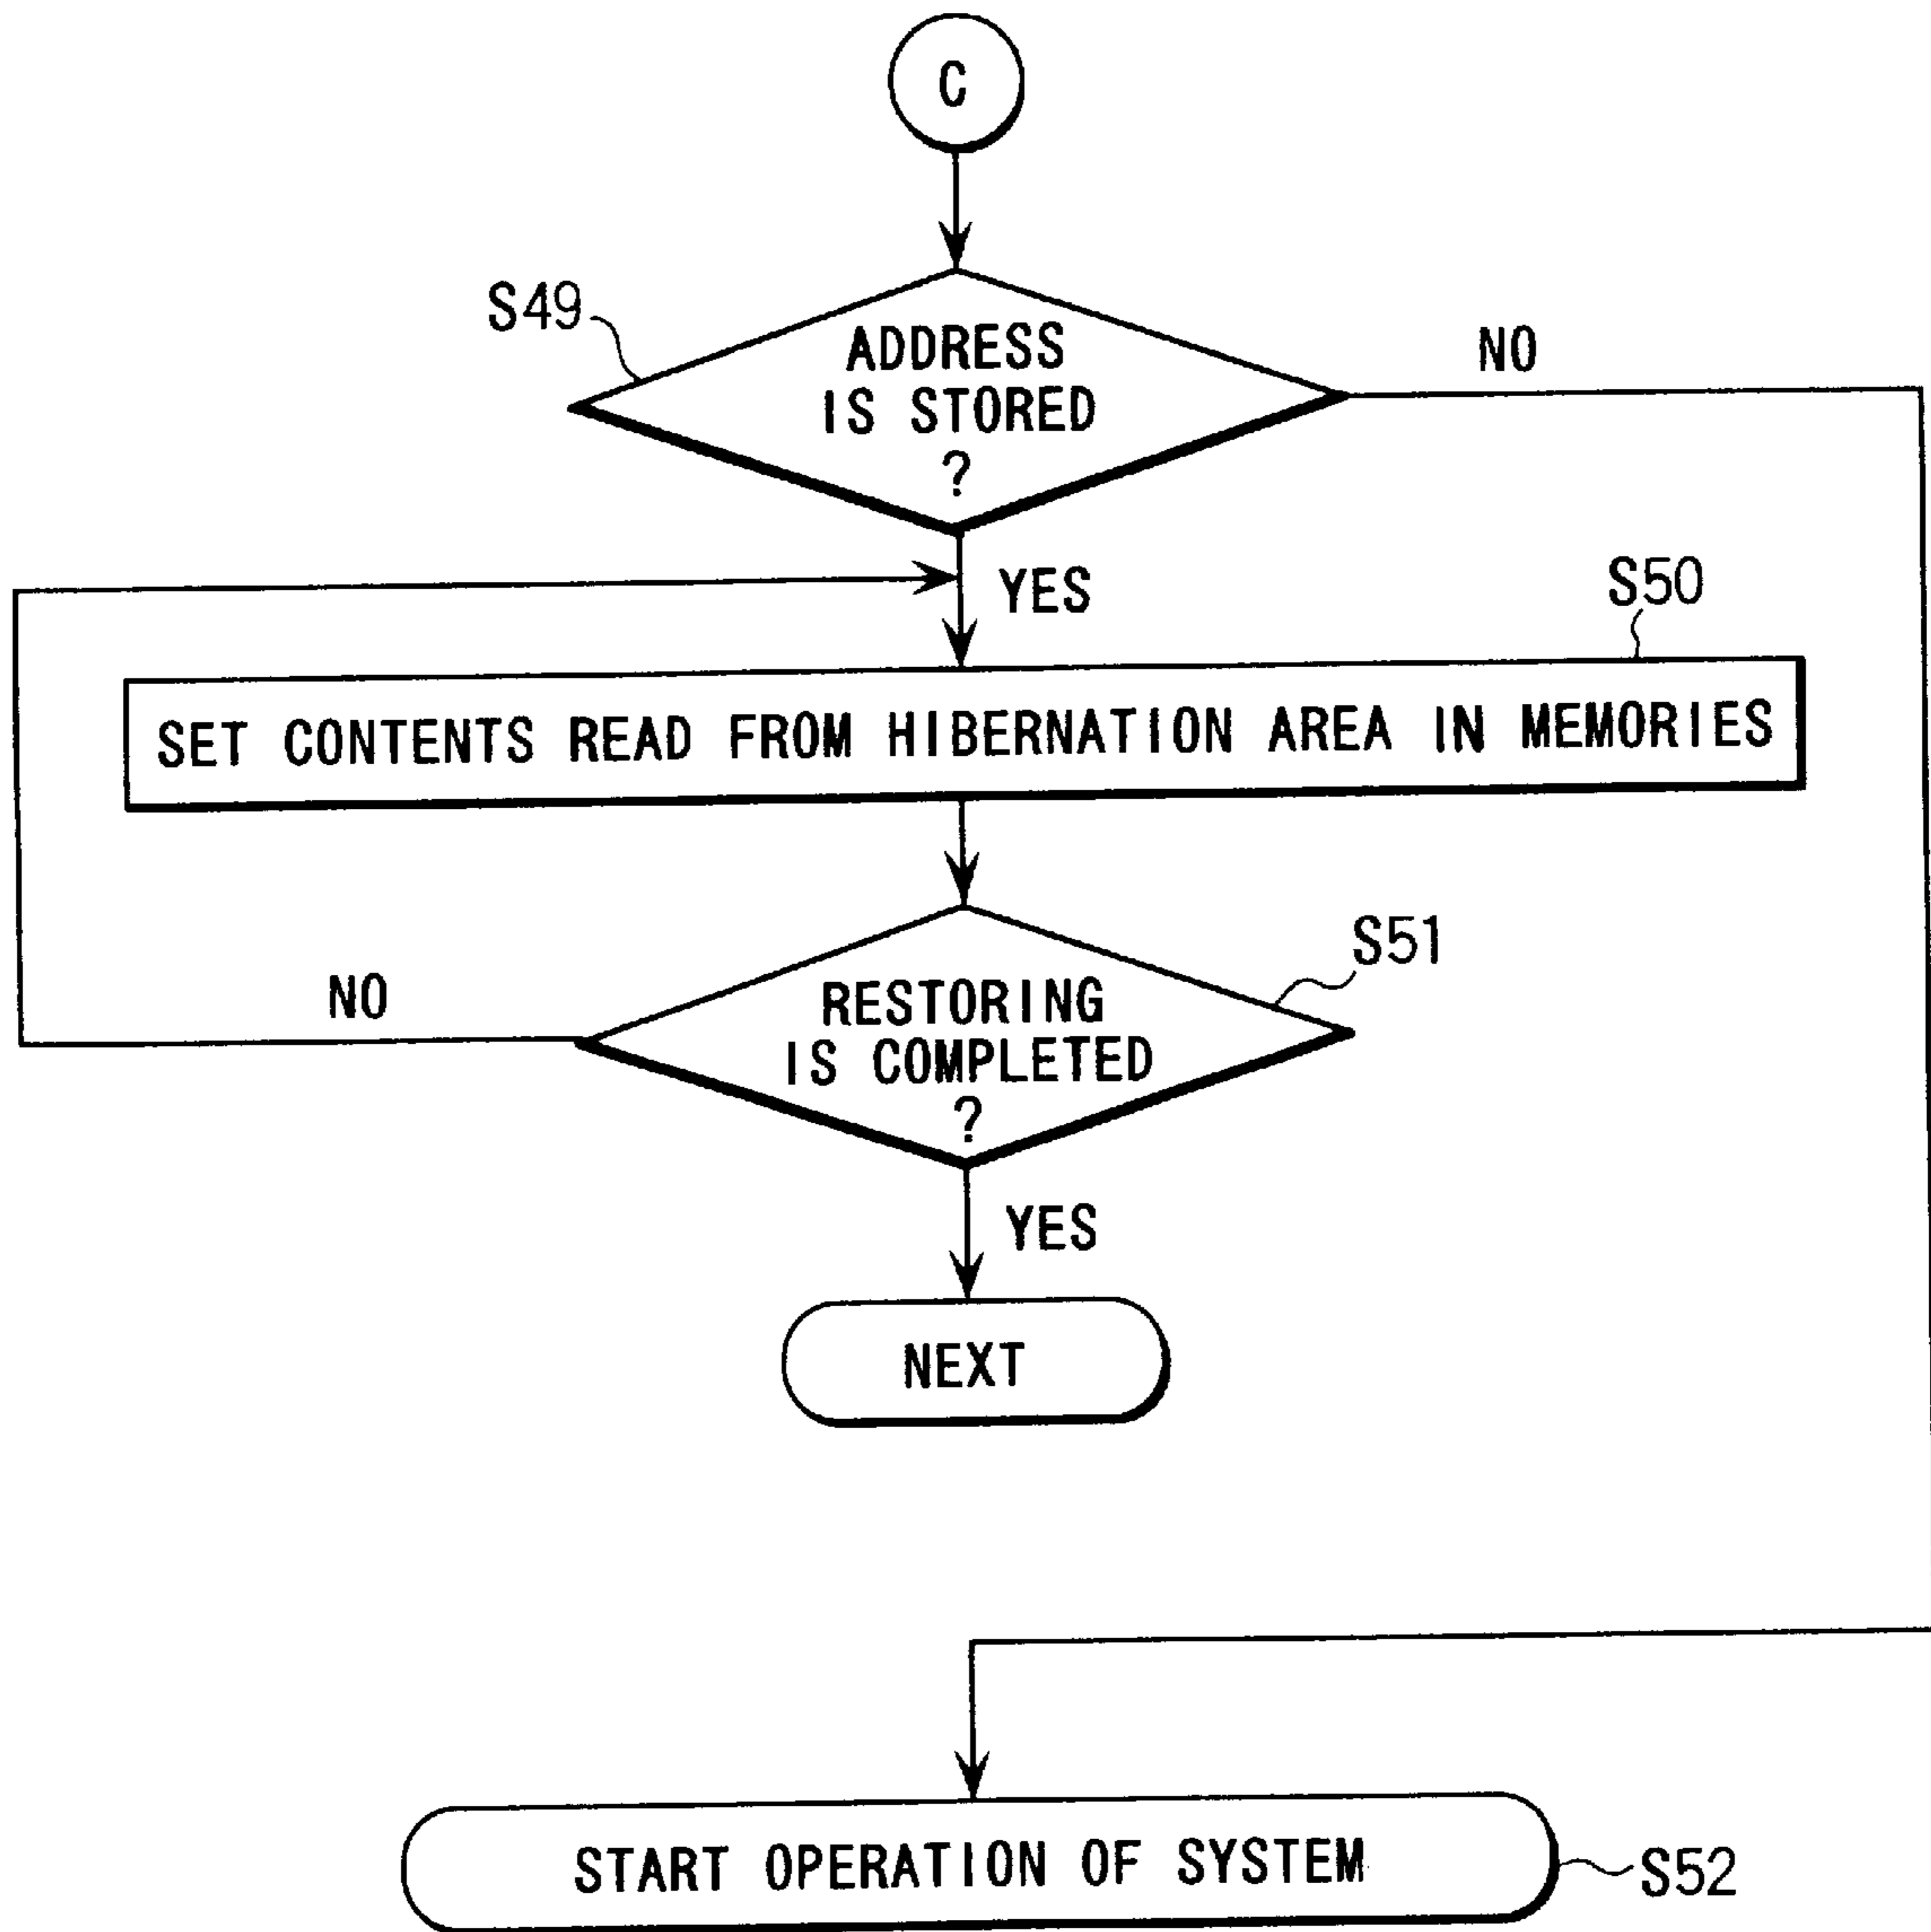 C
S49
ADDRESS
IS STORED
?
NO
YES
S50
SET CONTENTS READ FROM HIBERNATION AREA IN MEMORIES
S51
RESTORING
IS COMPLETED
?
NO
YES
NEXT
START OPERATION OF SYSTEM
S52